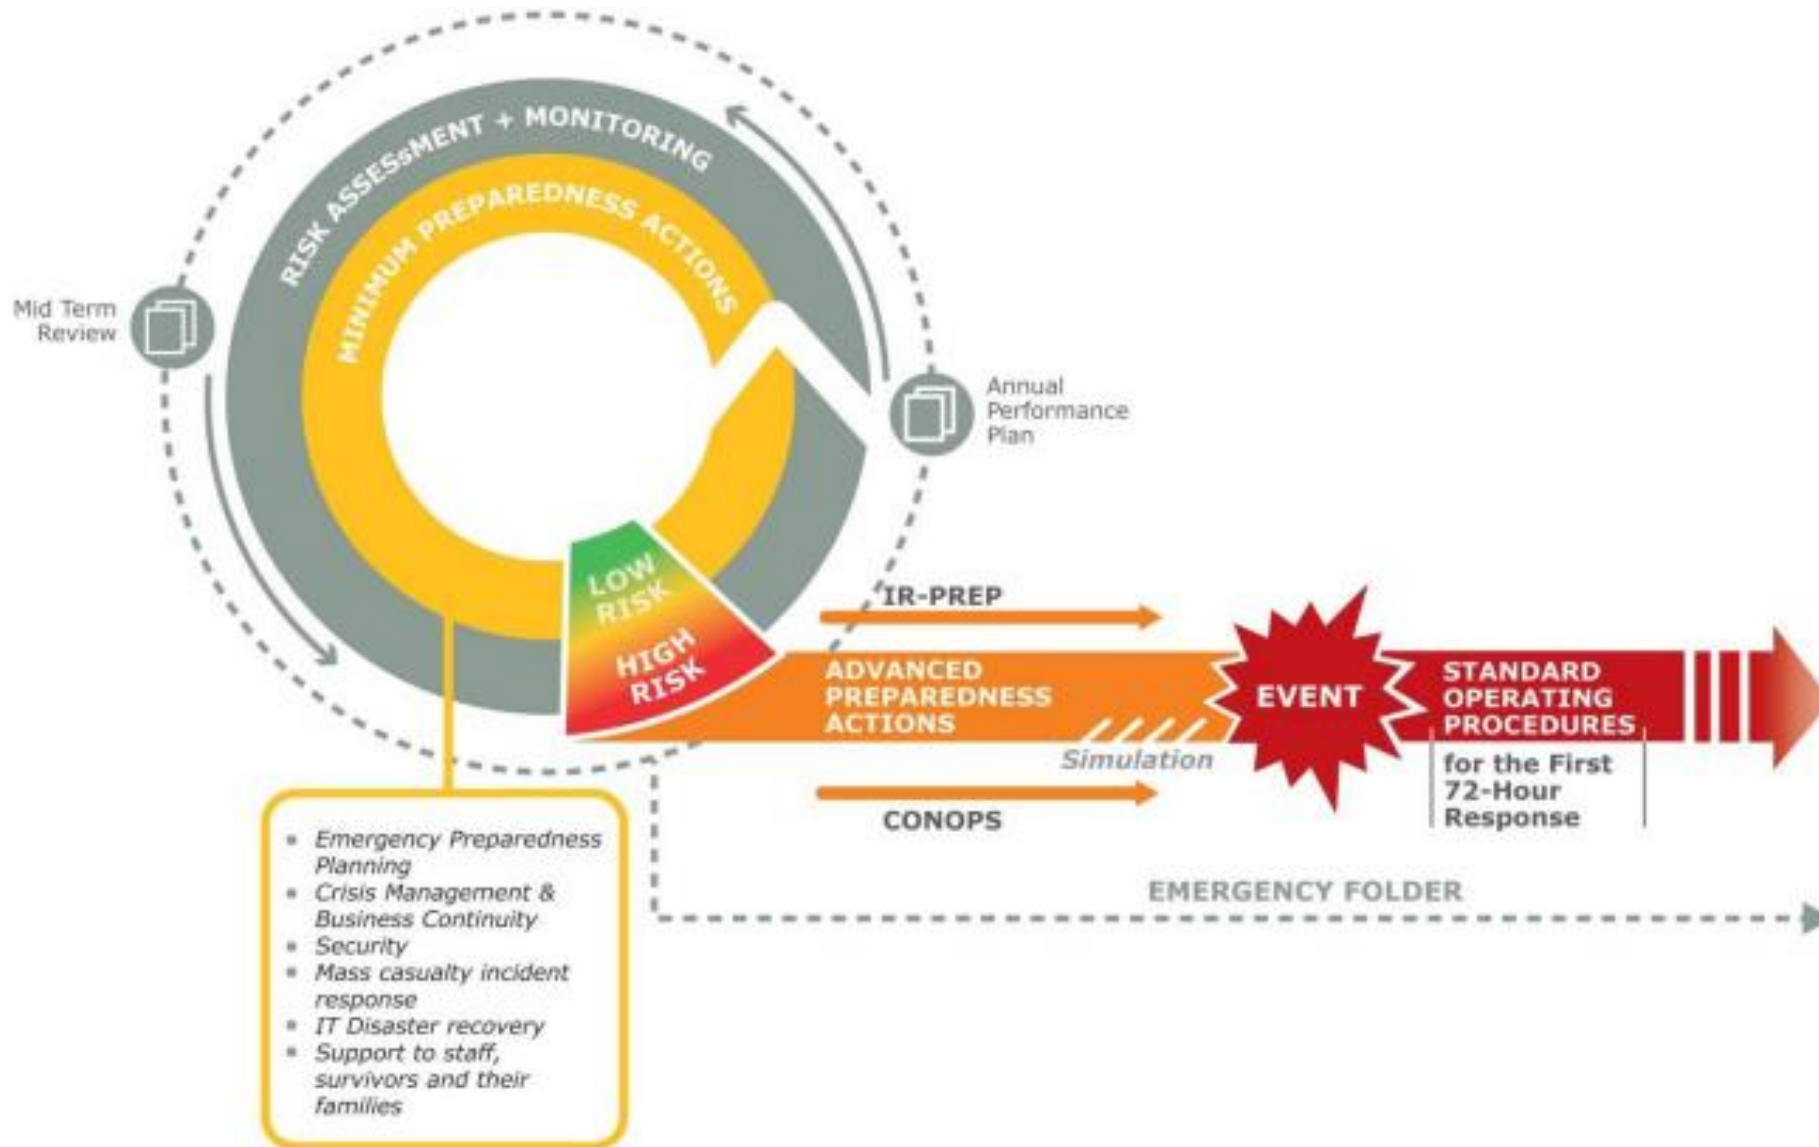 RISK ASSESsMENT + MONITORING
MINIMUM PREPAREDNESS ACTIONS
Mid Term
Review
Annual
Performance
Plan
LOW
RISK
HIGH
RISK
IR-PREP
ADVANCED
PREPAREDNESS
ACTIONS
Simulation
CONOPS
EVENT
STANDARD
OPERATING
PROCEDURES
for the First
72-Hour
Response
EMERGENCY FOLDER
▪ Emergency Preparedness
Planning
▪ Crisis Management &
Business Continuity
▪ Security
▪ Mass casualty incident
response
▪ IT Disaster recovery
▪ Support to staff,
survivors and their
families